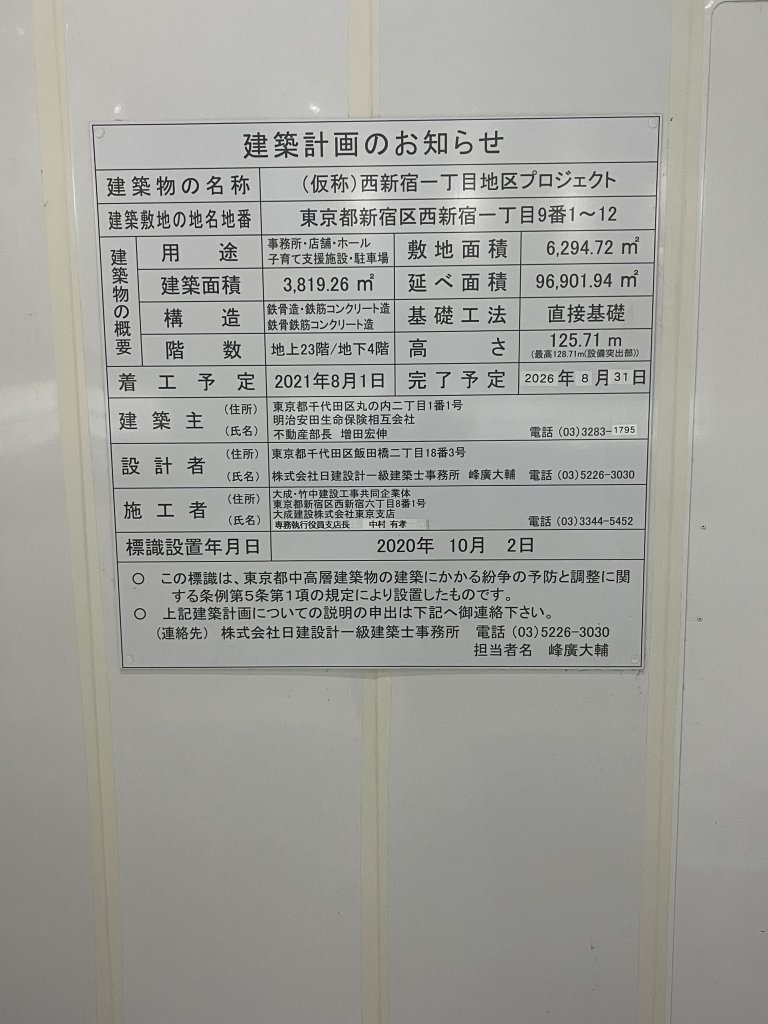 建築計画のお知らせ
建築物の名称 (仮称)西新宿一丁目地区プロジェクト
建築敷地の地名地番 東京都新宿区西新宿一丁目9番1〜12
建築物の概要
用途 事務所・店舗・ホール
子育て支援施設・駐車場
敷地面積 6,294.72 ㎡
建築面積 3,819.26 ㎡ 延べ面積 96,901.94 ㎡
構造 鉄骨造・鉄筋コンクリート造
鉄骨鉄筋コンクリート造
基礎工法 直接基礎
階数 地上23階/地下4階 高さ 125.71 m
(最高128.71m(設備突出部))
着工予定 2021年8月1日 完了予定 2026年8月31日
建築主 (住所) 東京都千代田区丸の内二丁目1番1号
明治安田生命保険相互会社
(氏名) 不動産部長 増田宏伸 電話 (03)3283-1795
設計者 (住所) 東京都千代田区飯田橋二丁目18番3号
(氏名) 株式会社日建設計一級建築士事務所 峰廣大輔 電話 (03)5226-3030
施工者 (住所) 大成・竹中建設工事共同企業体
東京都新宿区西新宿六丁目8番1号
大成建設株式会社東京支店
(氏名) 専務執行役員支店長 中村 有孝 電話 (03)3344-5452
標識設置年月日 2020年 10月 2日
○ この標識は、東京都中高層建築物の建築にかかる紛争の予防と調整に関
する条例第5条第1項の規定により設置したものです。
○ 上記建築計画についての説明の申出は下記へ御連絡下さい。
(連絡先) 株式会社日建設計一級建築士事務所 電話 (03)5226-3030
担当者名 峰廣大輔